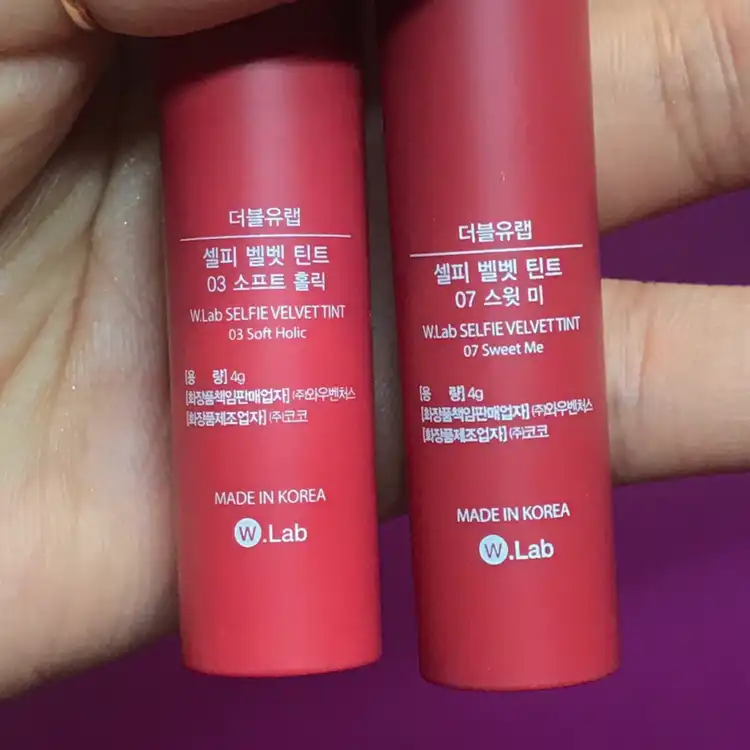 더블유랩
셀피 벨벳 틴트
03 소프트 홀릭
W.Lab SELFIE VELVET TINT
03 Soft Holic
[용 량] 4g
[화장품책임판매업자] (주)와우벤처스
[화장품제조업자] (주)코코
MADE IN KOREA
W.Lab
더블유랩
셀피 벨벳 틴트
07 스윗 미
W.Lab SELFIE VELVET TINT
07 Sweet Me
[용 량] 4g
[화장품책임판매업자] (주)와우벤처스
[화장품제조업자] (주)코코
MADE IN KOREA
W.Lab